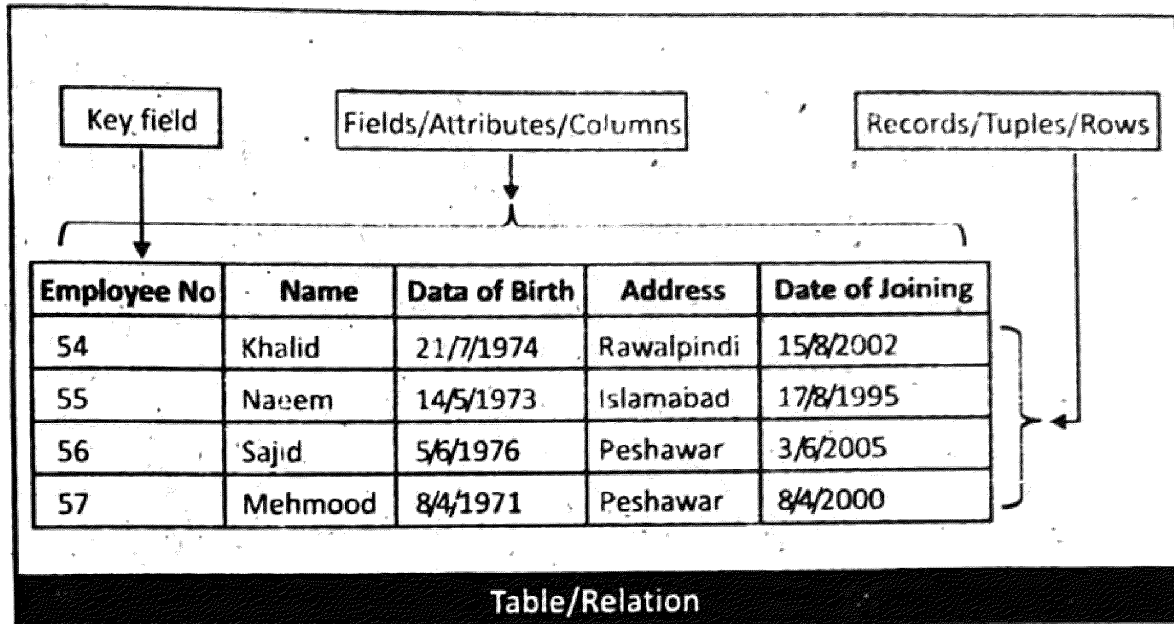 Key field Fields/Attributes/Columns Records/Tuples/Rows
Employee No Name Data of Birth Address Date of Joining
54 Khalid 21/7/1974 Rawalpindi 15/8/2002
55 Naeem 14/5/1973 Islamabad 17/8/1995
56 Sajid 5/6/1976 Peshawar 3/6/2005
57 Mehmood 8/4/1971 Peshawar 8/4/2000
Table/Relation